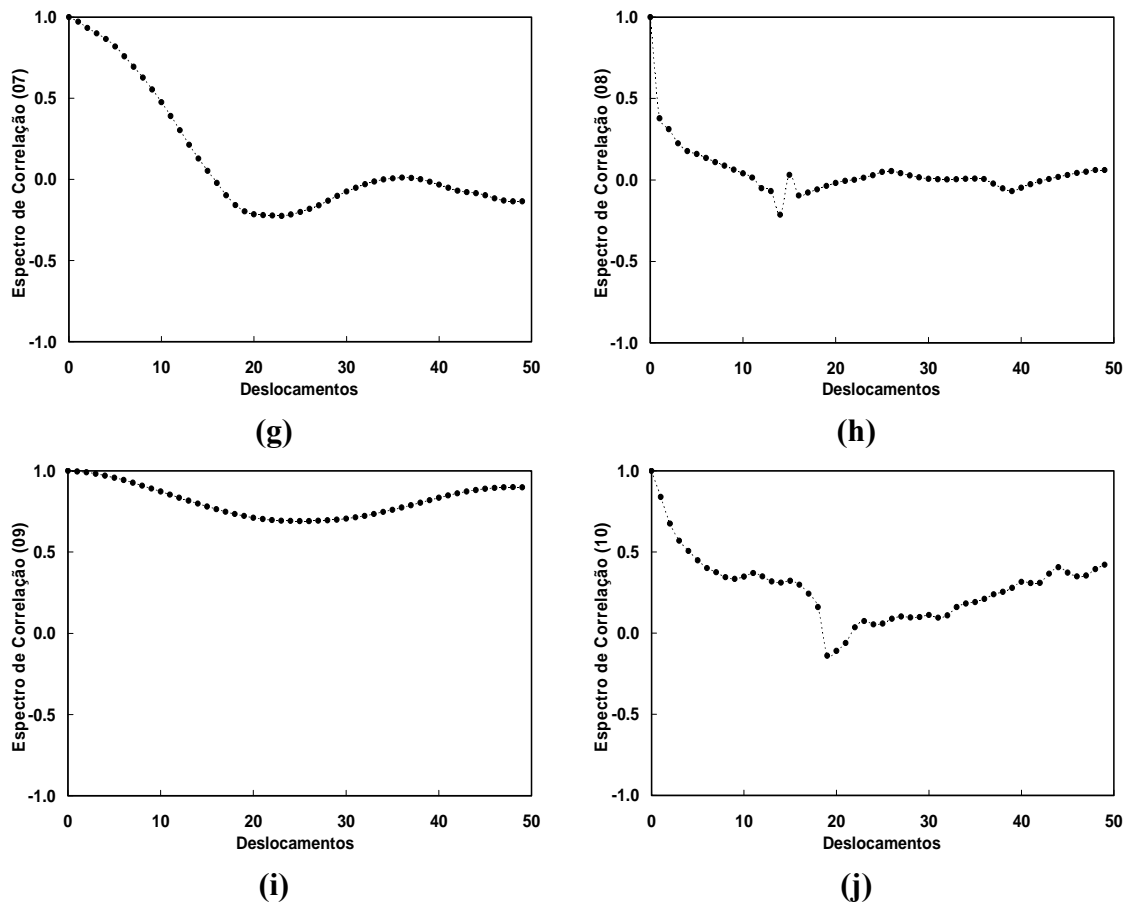 Espectro de Correlação (07)
1.0
0.5
0.0
-0.5
-1.0
0 10 20 30 40 50
Deslocamentos
(g)
Espectro de Correlação (08)
1.0
0.5
0.0
-0.5
-1.0
0 10 20 30 40 50
Deslocamentos
(h)
Espectro de Correlação (09)
1.0
0.5
0.0
-0.5
-1.0
0 10 20 30 40 50
Deslocamentos
(i)
Espectro de Correlação (10)
1.0
0.5
0.0
-0.5
-1.0
0 10 20 30 40 50
Deslocamentos
(j)